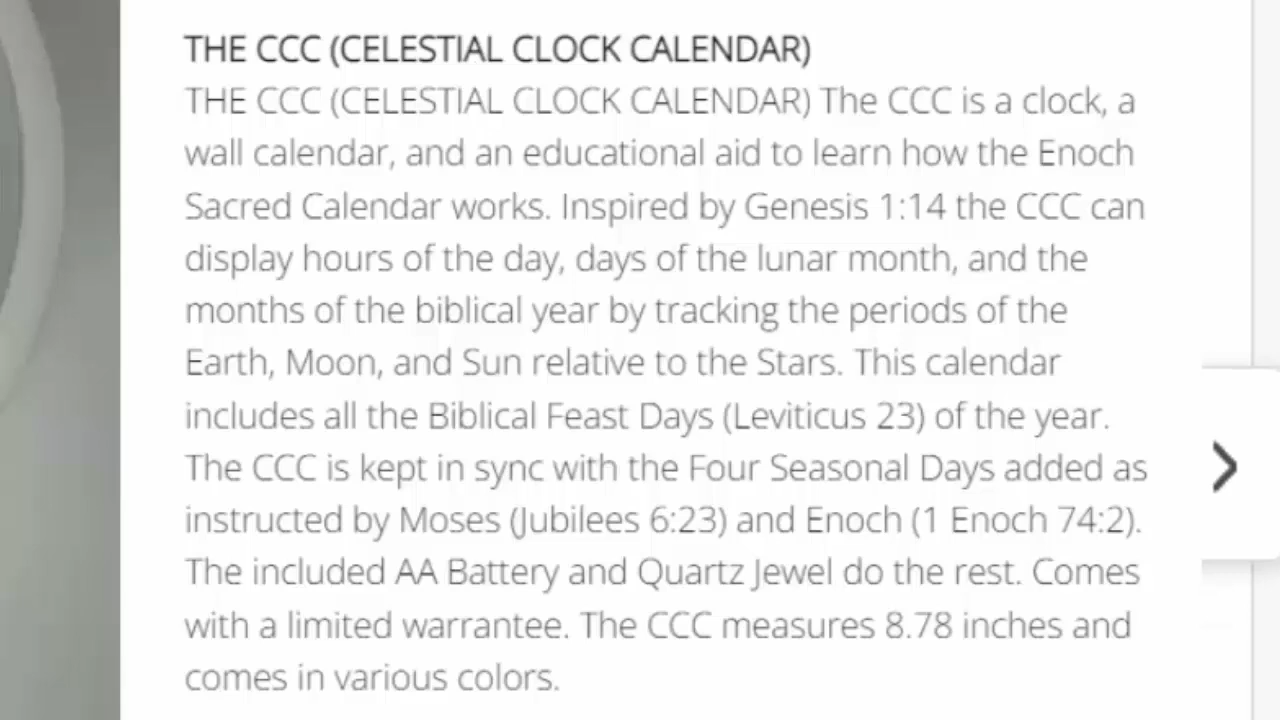 THE CCC (CELESTIAL CLOCK CALENDAR)
THE CCC (CELESTIAL CLOCK CALENDAR) The CCC is a clock, a
wall calendar, and an educational aid to learn how the Enoch
Sacred Calendar works. Inspired by Genesis 1:14 the CCC can
display hours of the day, days of the lunar month, and the
months of the biblical year by tracking the periods of the
Earth, Moon, and Sun relative to the Stars. This calendar
includes all the Biblical Feast Days (Leviticus 23) of the year.
The CCC is kept in sync with the Four Seasonal Days added as
instructed by Moses (Jubilees 6:23) and Enoch (1 Enoch 74:2).
The included AA Battery and Quartz Jewel do the rest. Comes
with a limited warrantee. The CCC measures 8.78 inches and
comes in various colors.